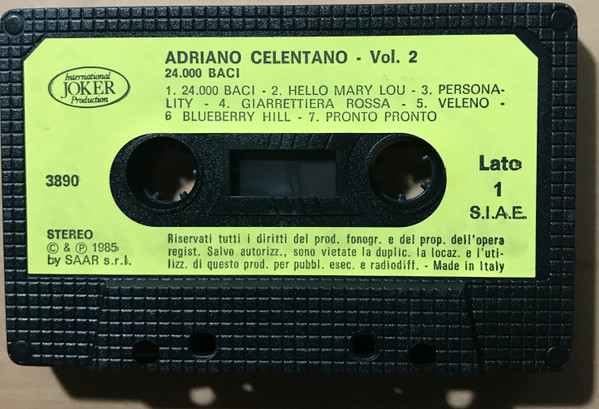 ADRIANO CELENTANO - Vol. 2
24.000 BACI
International
JOKER
Production
1. 24.000 BACI - 2. HELLO MARY LOU - 3. PERSONA-
LITY - 4. GIARRETTIERA ROSSA - 5. VELENO -
6 BLUEBERRY HILL - 7. PRONTO PRONTO
3890
Lato
1
S.I.A.E.
STEREO
© & ℗ 1985
by SAAR s.r.l.
Riservati tutti i diritti del prod. fonogr. e del prop. dell'opera
regist. Salvo autorizz., sono vietate la duplic. la locaz. e l'uti-
lizz. di questo prod. per pubbl. esec. e radiodiff. - Made in Italy